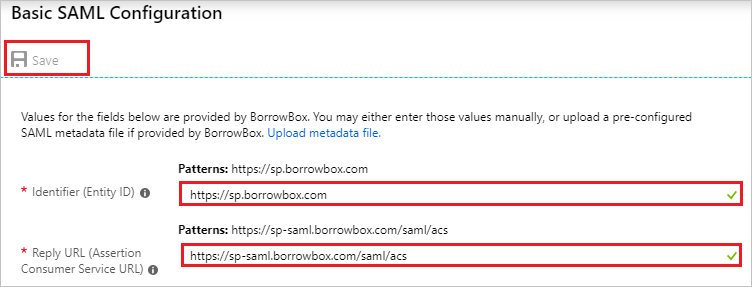 Basic SAML Configuration
Save
Values for the fields below are provided by BorrowBox. You may either enter those values manually, or upload a pre-configured
SAML metadata file if provided by BorrowBox. Upload metadata file.
Patterns: https://sp.borrowbox.com
* Identifier (Entity ID)
https://sp.borrowbox.com
Patterns: https://sp-saml.borrowbox.com/saml/acs
* Reply URL (Assertion
Consumer Service URL)
https://sp-saml.borrowbox.com/saml/acs